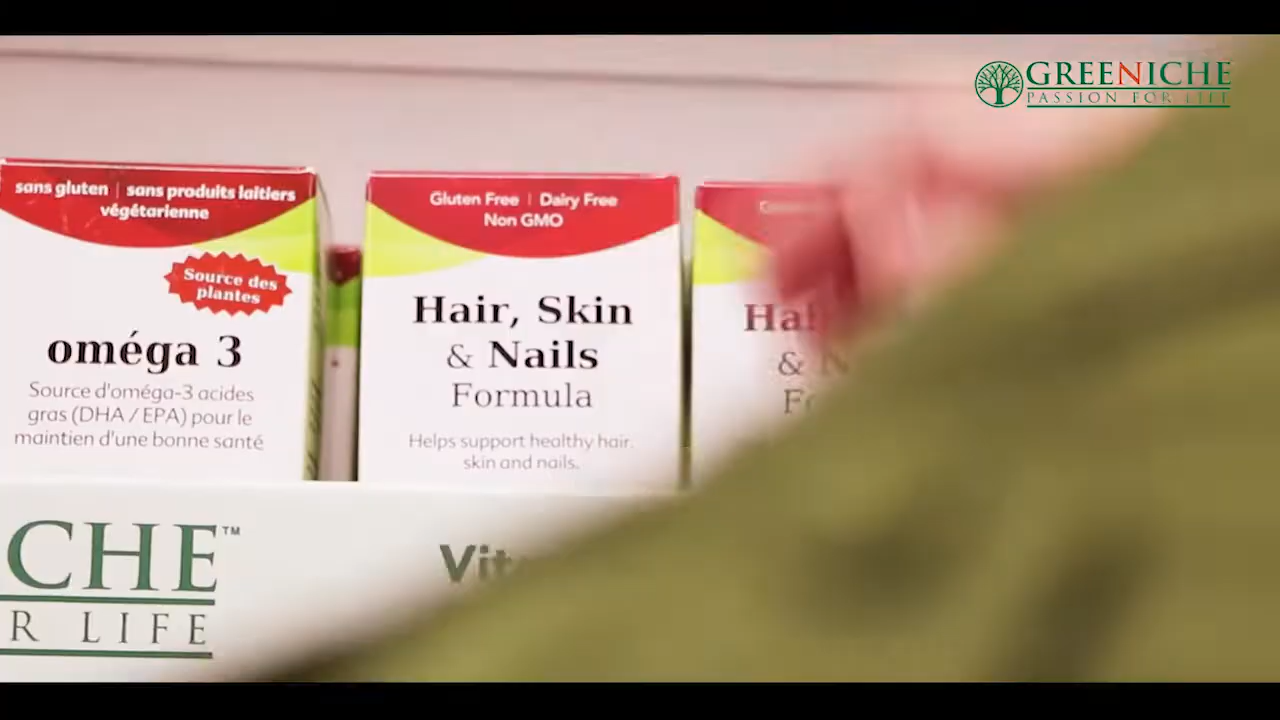 GREENICHE
PASSION FOR LIFE
sans gluten | sans produits laitiers
végétarienne
Source des
plantes
oméga 3
Source d'oméga-3 acides
gras (DHA / EPA) pour le
maintien d'une bonne santé
Gluten Free | Dairy Free
Non GMO
Hair, Skin
& Nails
Formula
Helps support healthy hair,
skin and nails.
&
CHE™
R LIFE